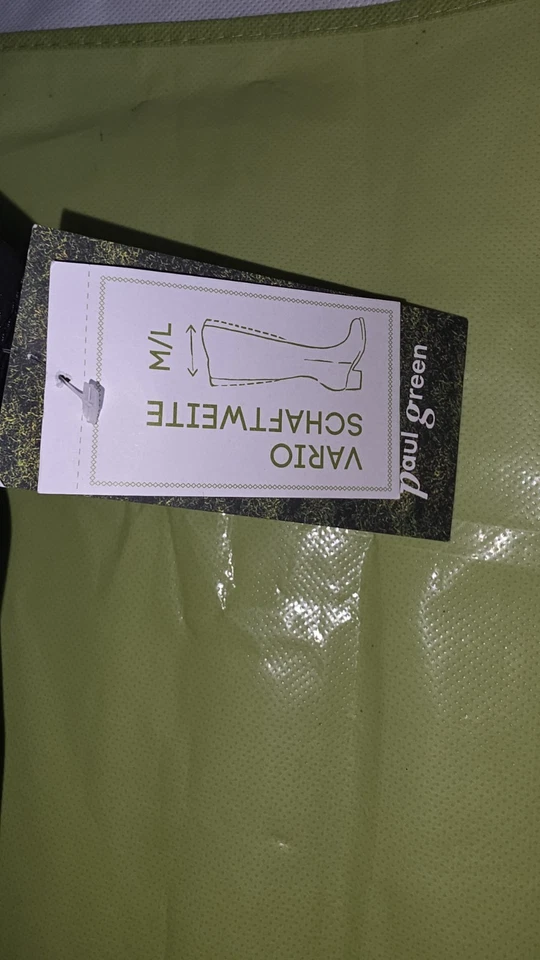 VARIO
SCHAFTWEITE
M/L
paul green